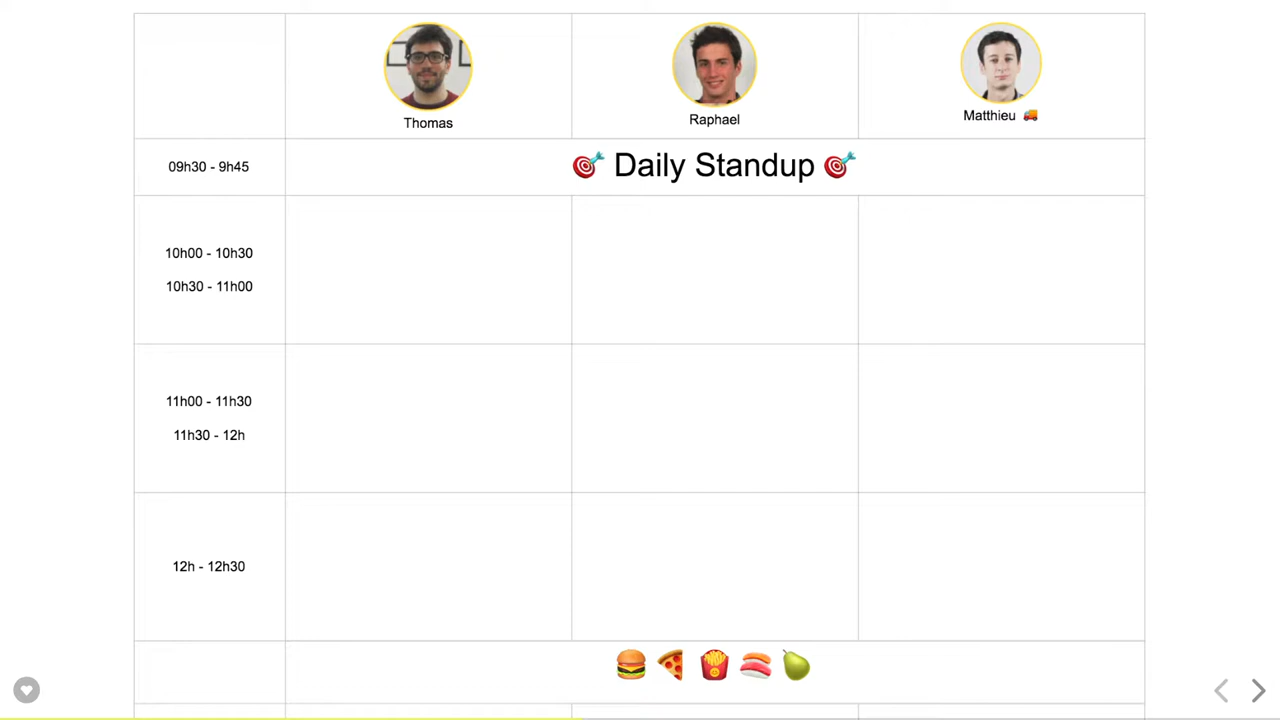 Thomas
Raphael
Matthieu
09h30 - 9h45
Daily Standup
10h00 - 10h30
10h30 - 11h00
11h00 - 11h30
11h30 - 12h
12h - 12h30